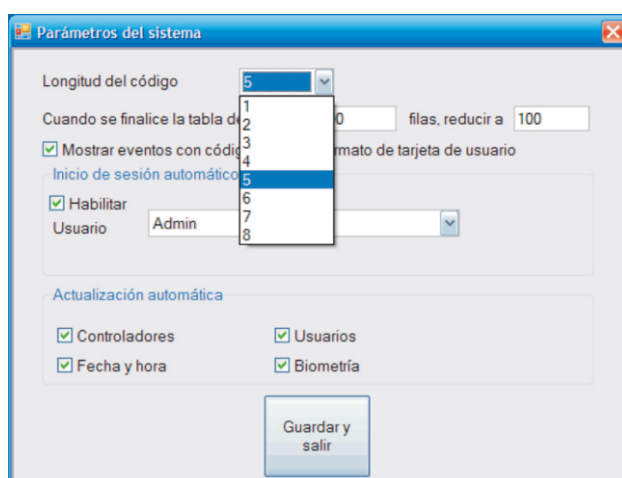 Parámetros del sistema
Longitud del código 5
1
2
3
4
5
6
7
8
Cuando se finalice la tabla de 0 filas, reducir a 100
Mostrar eventos con códig rmato de tarjeta de usuario
Inicio de sesión automático
Habilitar
Usuario Admin
Actualización automática
Controladores Usuarios
Fecha y hora Biometría
Guardar y
salir